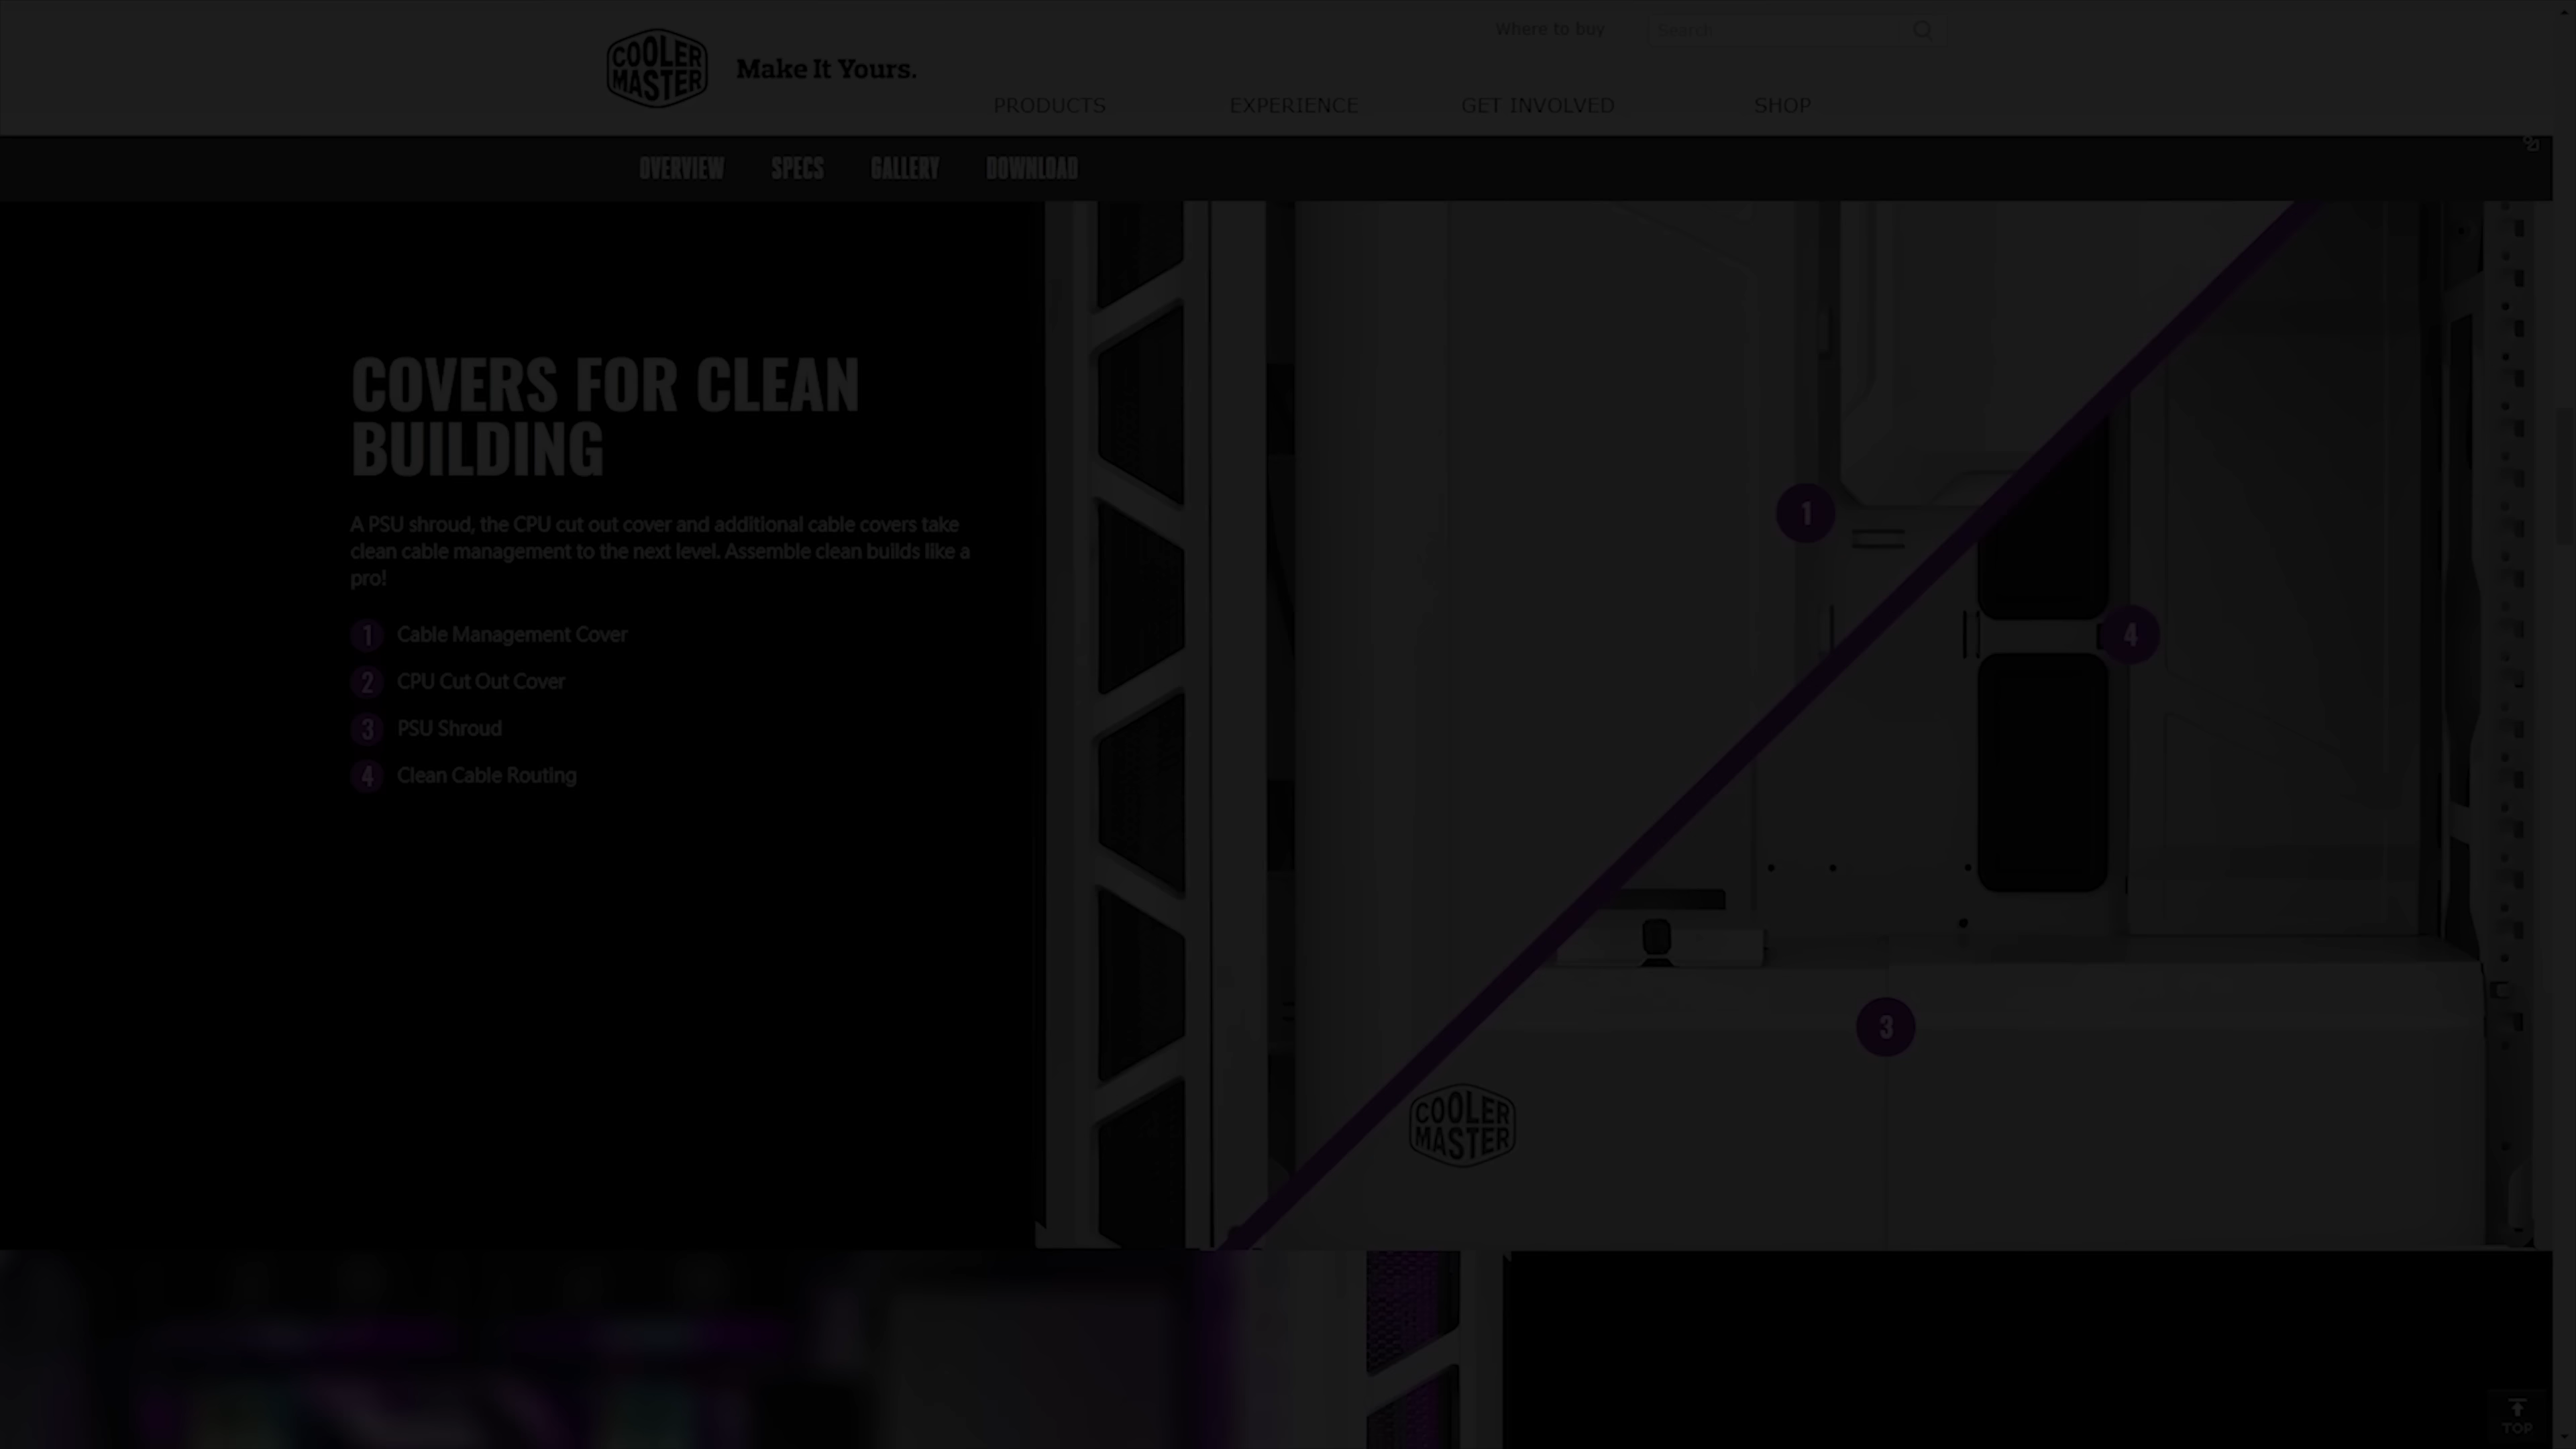 COOLER
MASTER
Make It Yours.
Where to buy
Search
PRODUCTS
EXPERIENCE
GET INVOLVED
SHOP
OVERVIEW
SPECS
GALLERY
DOWNLOAD
COVERS FOR CLEAN
BUILDING
A PSU shroud, the CPU cut out cover and additional cable covers take
clean cable management to the next level. Assemble clean builds like a
pro!
1 Cable Management Cover
2 CPU Cut Out Cover
3 PSU Shroud
4 Clean Cable Routing
1
4
3
COOLER
MASTER
TOP